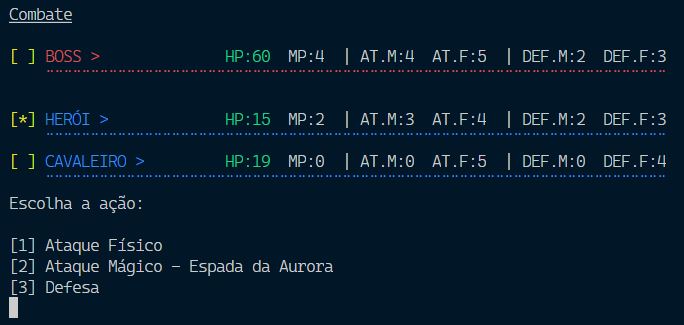 Combate
[ ] BOSS > HP:60 MP:4 | AT.M:4 AT.F:5 | DEF.M:2 DEF.F:3
[*] HERÓI > HP:15 MP:2 | AT.M:3 AT.F:4 | DEF.M:2 DEF.F:3
[ ] CAVALEIRO > HP:19 MP:0 | AT.M:0 AT.F:5 | DEF.M:0 DEF.F:4
Escolha a ação:
[1] Ataque Físico
[2] Ataque Mágico - Espada da Aurora
[3] Defesa